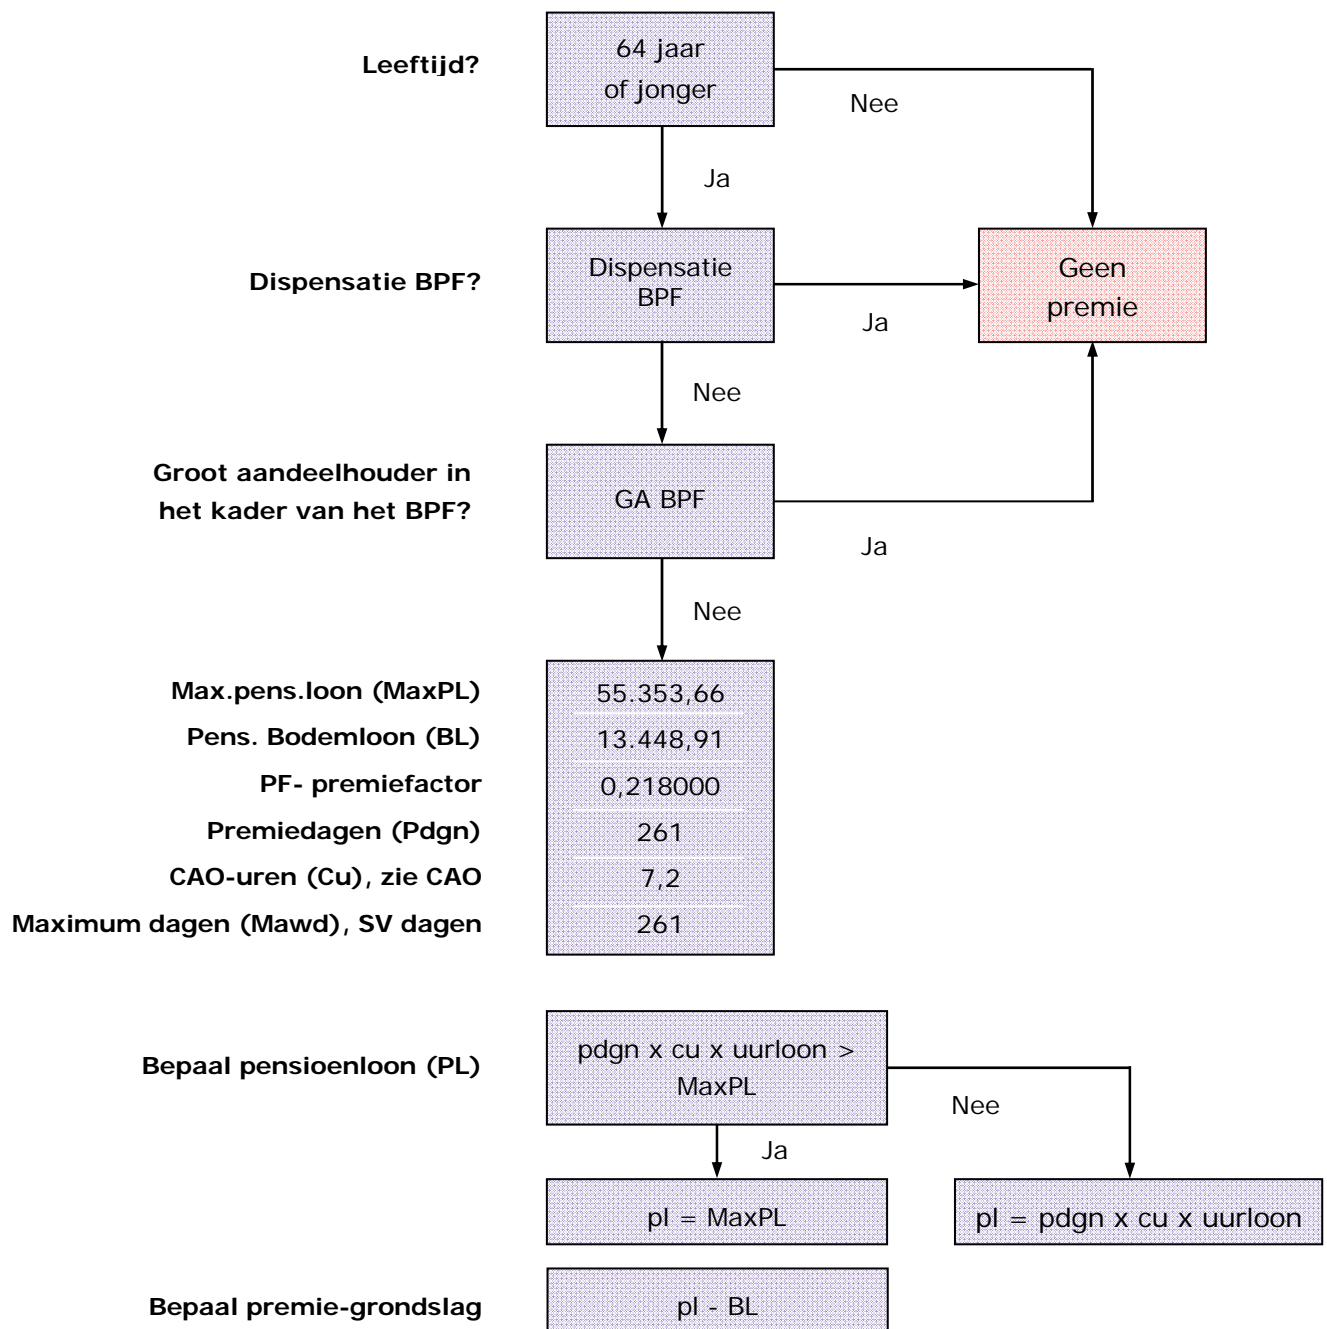 Leeftijd?
64 jaar
of jonger
Nee
Ja
Dispensatie BPF?
Dispensatie
BPF
Geen
premie
Ja
Nee
Groot aandeelhouder in
het kader van het BPF?
GA BPF
Ja
Nee
Max.pens.loon (MaxPL)
55.353,66
Pens. Bodemloon (BL)
13.448,91
PF- premiefactor
0,218000
Premiedagen (Pdgn)
261
CAO-uren (Cu), zie CAO
7,2
Maximum dagen (Mawd), SV dagen
261
Bepaal pensioenloon (PL)
pdgn x cu x uurloon >
MaxPL
Nee
Ja
pl = MaxPL
pl = pdgn x cu x uurloon
Bepaal premie-grondslag
pl - BL